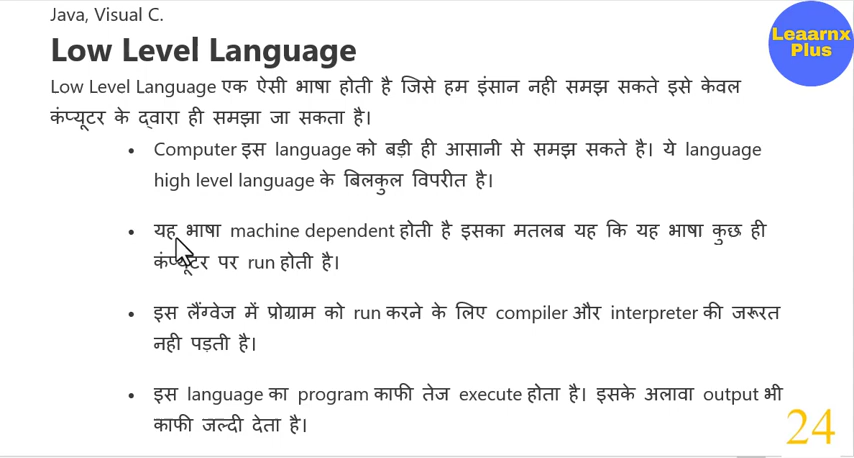 Java, Visual C.
Leaarnx
Plus
Low Level Language
Low Level Language एक ऐसी भाषा होती है जिसे हम इंसान नही समझ सकते इसे केवल
कंप्यूटर के द्वारा ही समझा जा सकता है।
• Computer इस language को बड़ी ही आसानी से समझ सकते है। ये language
high level language के बिलकुल विपरीत है।
• यह भाषा machine dependent होती है इसका मतलब यह कि यह भाषा कुछ ही
कंप्यूटर पर run होती है।
• इस लैंग्वेज में प्रोग्राम को run करने के लिए compiler और interpreter की जरूरत
नही पड़ती है।
• इस language का program काफी तेज execute होता है। इसके अलावा output भी
काफी जल्दी देता है।
24